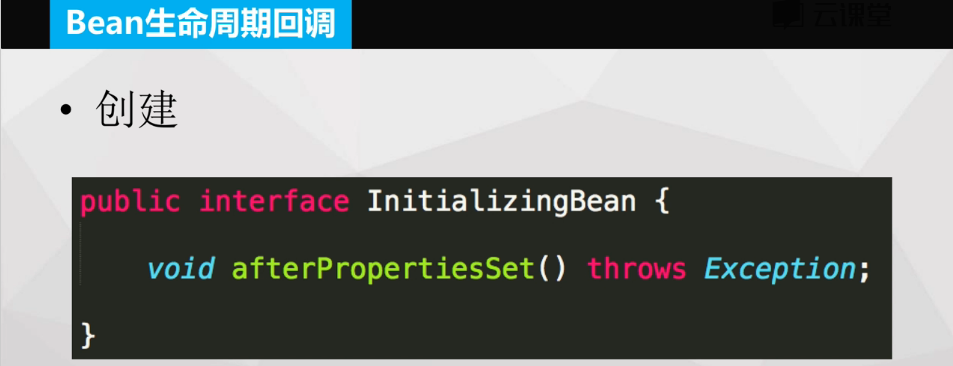 Bean生命周期回调
云课堂
• 创建
public interface InitializingBean {
void afterPropertiesSet() throws Exception;
}